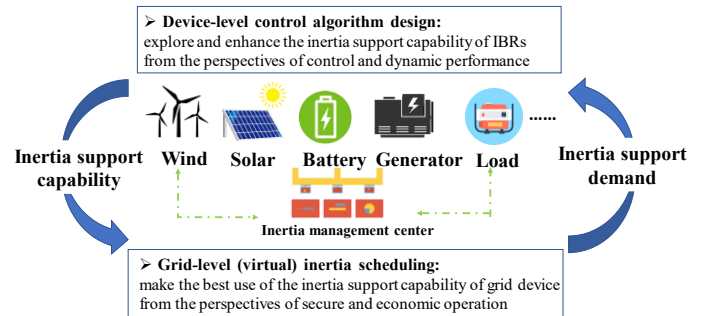 ➢ Device-level control algorithm design:
explore and enhance the inertia support capability of IBRs
from the perspectives of control and dynamic performance
Inertia support
capability
Wind Solar Battery Generator Load ......
Inertia support
demand
Inertia management center
➢ Grid-level (virtual) inertia scheduling:
make the best use of the inertia support capability of grid device
from the perspectives of secure and economic operation